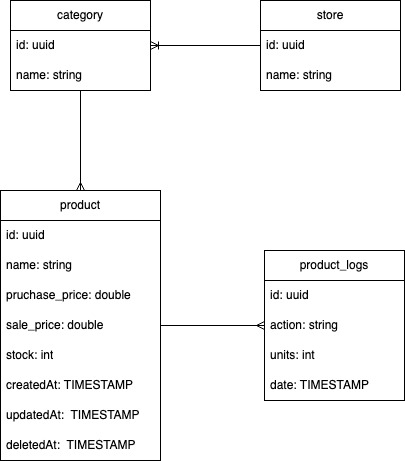 category
id: uuid
name: string
store
id: uuid
name: string
product
id: uuid
name: string
pruchase_price: double
sale_price: double
stock: int
createdAt: TIMESTAMP
updatedAt:  TIMESTAMP
deletedAt:  TIMESTAMP
product_logs
id: uuid
action: string
units: int
date: TIMESTAMP